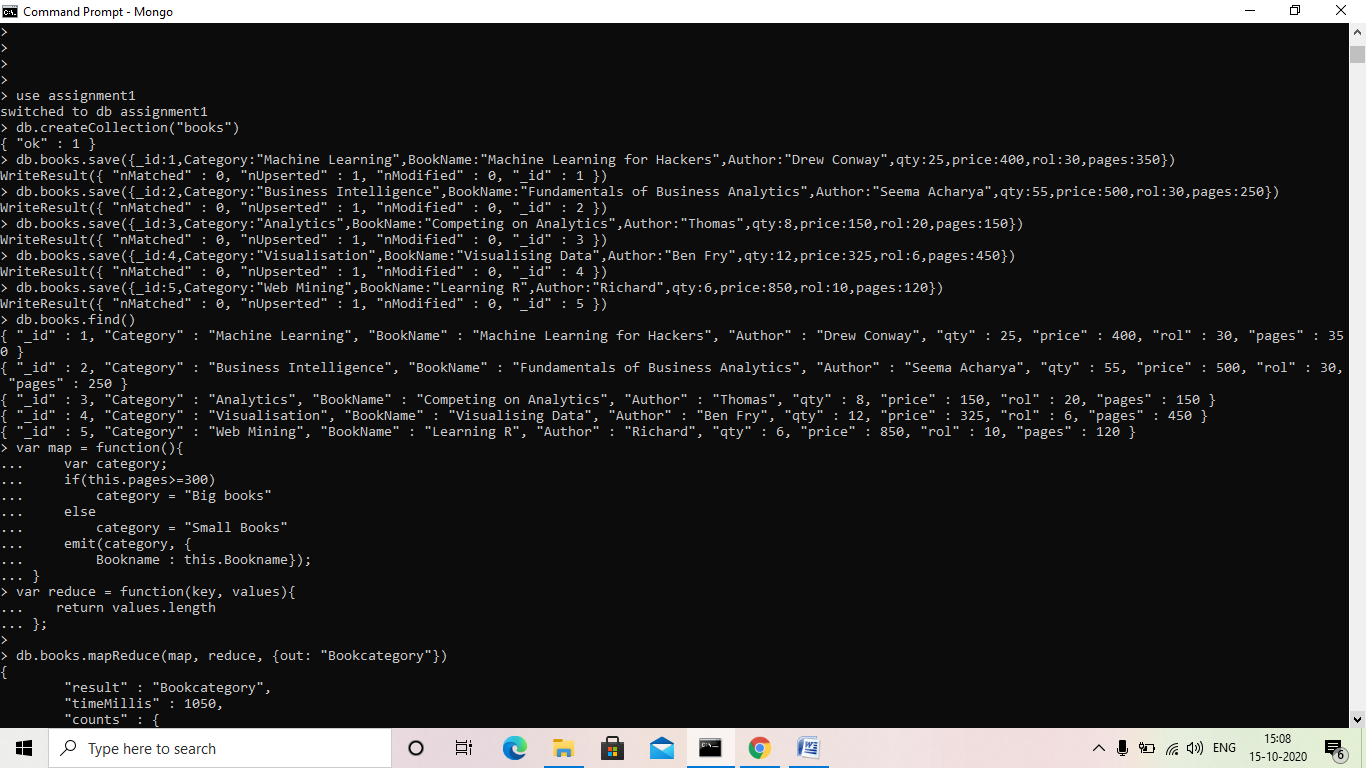 Command Prompt - Mongo
>
>
>
>
> use assignment1
switched to db assignment1
> db.createCollection("books")
{ "ok" : 1 }
> db.books.save({_id:1,Category:"Machine Learning",BookName:"Machine Learning for Hackers",Author:"Drew Conway",qty:25,price:400,rol:30,pages:350})
WriteResult({ "nMatched" : 0, "nUpserted" : 1, "nModified" : 0, "_id" : 1 })
> db.books.save({_id:2,Category:"Business Intelligence",BookName:"Fundamentals of Business Analytics",Author:"Seema Acharya",qty:55,price:500,rol:30,pages:250})
WriteResult({ "nMatched" : 0, "nUpserted" : 1, "nModified" : 0, "_id" : 2 })
> db.books.save({_id:3,Category:"Analytics",BookName:"Competing on Analytics",Author:"Thomas",qty:8,price:150,rol:20,pages:150})
WriteResult({ "nMatched" : 0, "nUpserted" : 1, "nModified" : 0, "_id" : 3 })
> db.books.save({_id:4,Category:"Visualisation",BookName:"Visualising Data",Author:"Ben Fry",qty:12,price:325,rol:6,pages:450})
WriteResult({ "nMatched" : 0, "nUpserted" : 1, "nModified" : 0, "_id" : 4 })
> db.books.save({_id:5,Category:"Web Mining",BookName:"Learning R",Author:"Richard",qty:6,price:850,rol:10,pages:120})
WriteResult({ "nMatched" : 0, "nUpserted" : 1, "nModified" : 0, "_id" : 5 })
> db.books.find()
{ "_id" : 1, "Category" : "Machine Learning", "BookName" : "Machine Learning for Hackers", "Author" : "Drew Conway", "qty" : 25, "price" : 400, "rol" : 30, "pages" : 35
0 }
{ "_id" : 2, "Category" : "Business Intelligence", "BookName" : "Fundamentals of Business Analytics", "Author" : "Seema Acharya", "qty" : 55, "price" : 500, "rol" : 30,
 "pages" : 250 }
{ "_id" : 3, "Category" : "Analytics", "BookName" : "Competing on Analytics", "Author" : "Thomas", "qty" : 8, "price" : 150, "rol" : 20, "pages" : 150 }
{ "_id" : 4, "Category" : "Visualisation", "BookName" : "Visualising Data", "Author" : "Ben Fry", "qty" : 12, "price" : 325, "rol" : 6, "pages" : 450 }
{ "_id" : 5, "Category" : "Web Mining", "BookName" : "Learning R", "Author" : "Richard", "qty" : 6, "price" : 850, "rol" : 10, "pages" : 120 }
> var map = function(){
...     var category;
...     if(this.pages>=300)
...         category = "Big books"
...     else
...         category = "Small Books"
...     emit(category, {
...         Bookname : this.Bookname});
... }
> var reduce = function(key, values){
...    return values.length
... };
>
> db.books.mapReduce(map, reduce, {out: "Bookcategory"})
{
        "result" : "Bookcategory",
        "timeMillis" : 1050,
        "counts" : {
Type here to search
ENG
15:08
15-10-2020
6